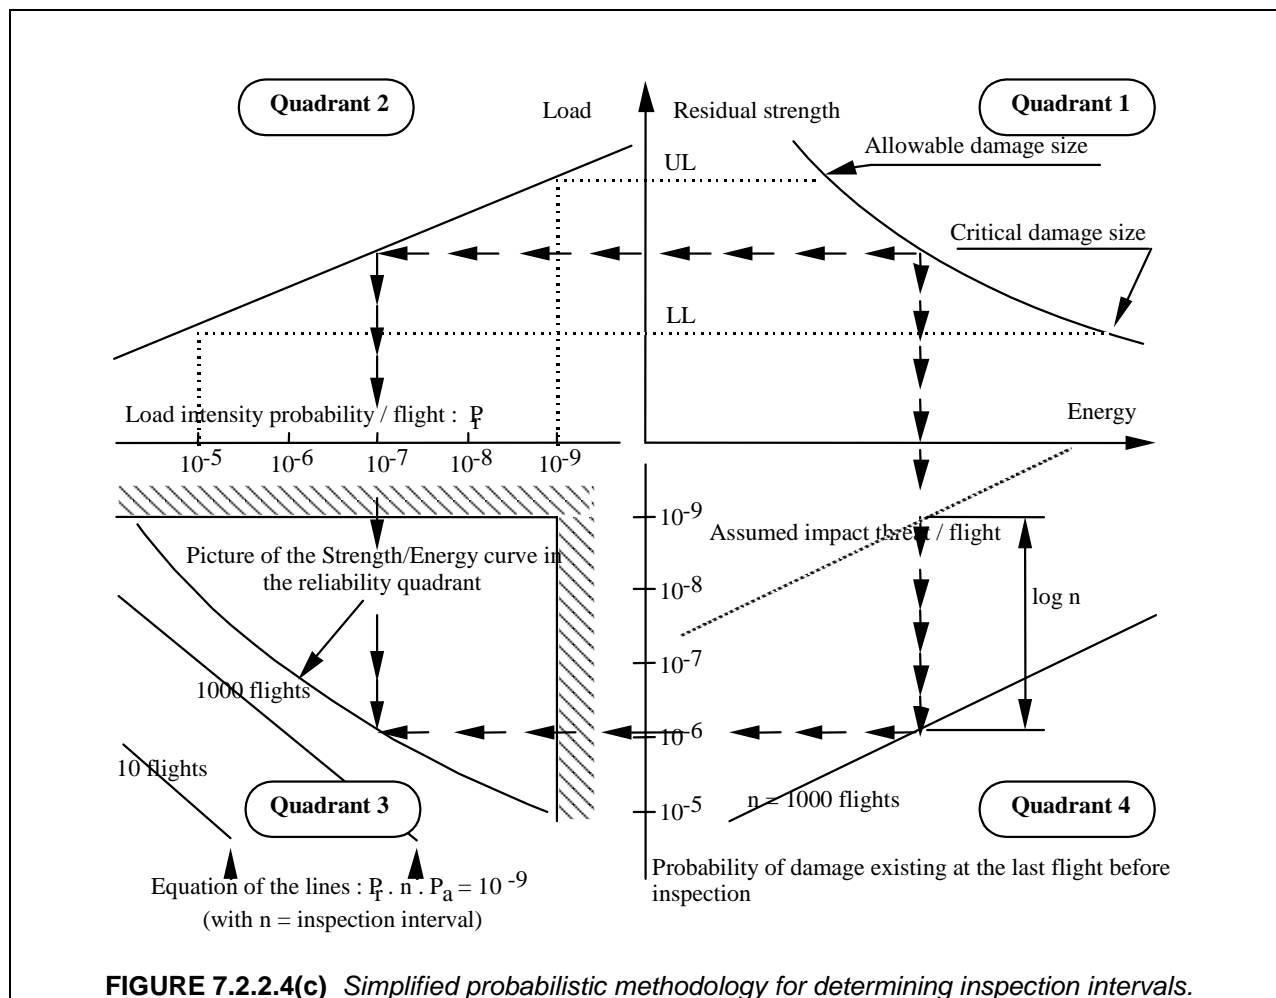 Quadrant 2
Load
Residual strength
Quadrant 1
Allowable damage size
UL
Critical damage size
LL
Load intensity probability / flight : Pr
Energy
10-5
10-6
10-7
10-8
10-9
10-9
Assumed impact threat / flight
Picture of the Strength/Energy curve in
the reliability quadrant
10-8
log n
10-7
1000 flights
10-6
10 flights
Quadrant 3
10-5
n = 1000 flights
Quadrant 4
Probability of damage existing at the last flight before
inspection
Equation of the lines : Pr . n . Pa = 10 -9
(with n = inspection interval)
FIGURE 7.2.2.4(c) Simplified probabilistic methodology for determining inspection intervals.